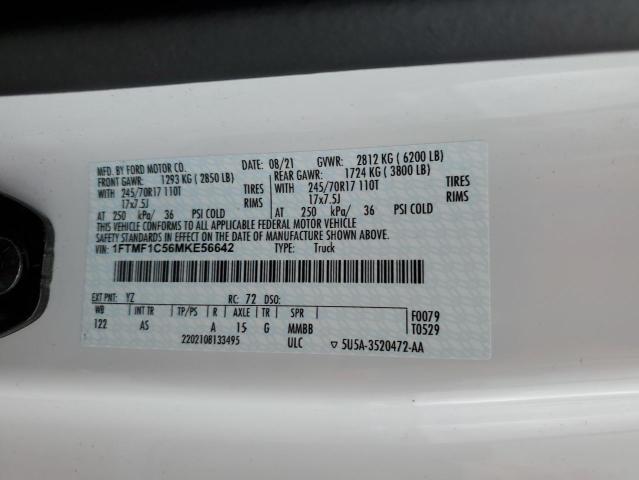 MFD. BY FORD MOTOR CO.
DATE: 08/21 GVWR: 2812 KG ( 6200 LB)
FRONT GAWR: 1293 KG ( 2850 LB) REAR GAWR: 1724 KG ( 3800 LB)
WITH 245/70R17 110T TIRES WITH 245/70R17 110T TIRES
17x7.5J RIMS 17x7.5J RIMS
AT 250 kPa/ 36 PSI COLD AT 250 kPa/ 36 PSI COLD
THIS VEHICLE CONFORMS TO ALL APPLICABLE FEDERAL MOTOR VEHICLE
SAFETY STANDARDS IN EFFECT ON THE DATE OF MANUFACTURE SHOWN ABOVE.
VIN: 1FTMF1C56MKE56642 TYPE: Truck
EXT PNT: YZ RC: 72 DSO:
WB INT TR TP/PS R AXLE TR SPR F0079
122 AS A 15 G MMBB T0529
2202108133495 ULC ▽ 5U5A-3520472-AA